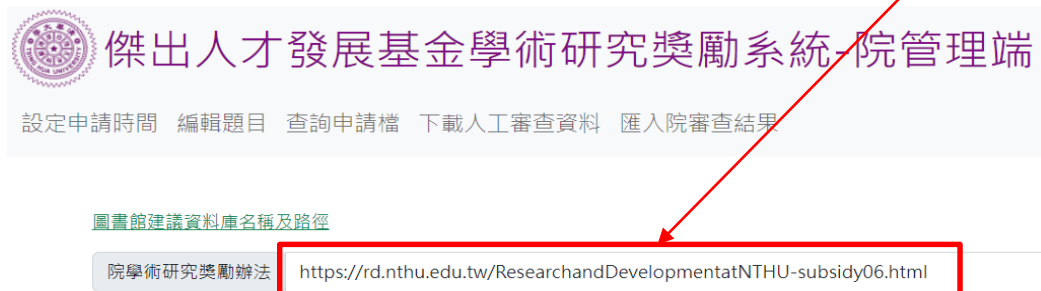 傑出人才發展基金學術研究獎勵系統-院管理端
設定申請時間 編輯題目 查詢申請檔 下載人工審查資料 匯入院審查結果
圖書館建議資料庫名稱及路徑
院學術研究獎勵辦法 https://rd.nthu.edu.tw/ResearchandDevelopmentatNTHU-subsidy06.html